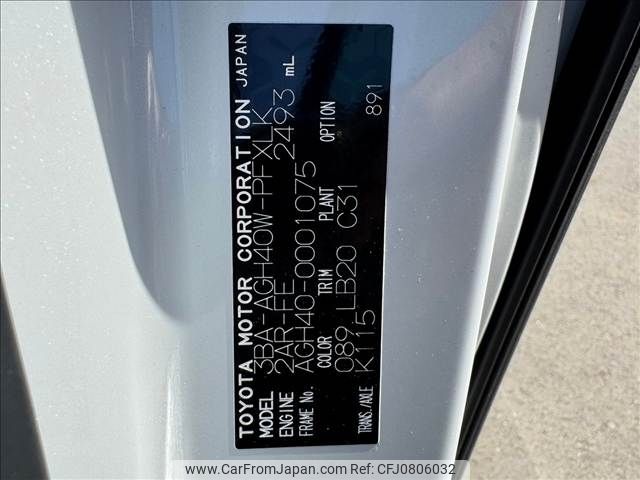 TOYOTA MOTOR CORPORATION JAPAN
MODEL 3BA-AGH40W-PFXLK
ENGINE 2AR-FE 2493 mL
FRAME No. AGH40-0001075
COLOR TRIM PLANT OPTION
089 LB20 C31 891
TRANS./AXLE K115
www.CarFromJapan.com - CFJ Ref: CFJ0806032